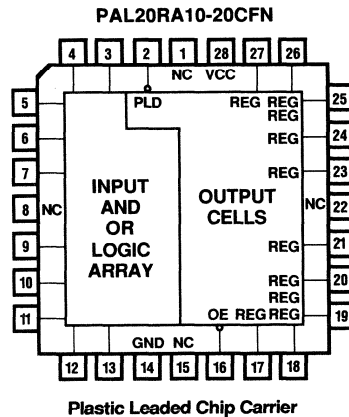 PAL20RA10-20CFN
4 3 2 1 28 27 26
NC VCC
5 PLD REG REG 25
REG
6 REG 24
7 REG 23
INPUT AND OR LOGIC ARRAY
OUTPUT CELLS
8 NC NC 22
9 REG 21
10 REG 20
REG
11 OE REG REG 19
GND NC
12 13 14 15 16 17 18
Plastic Leaded Chip Carrier